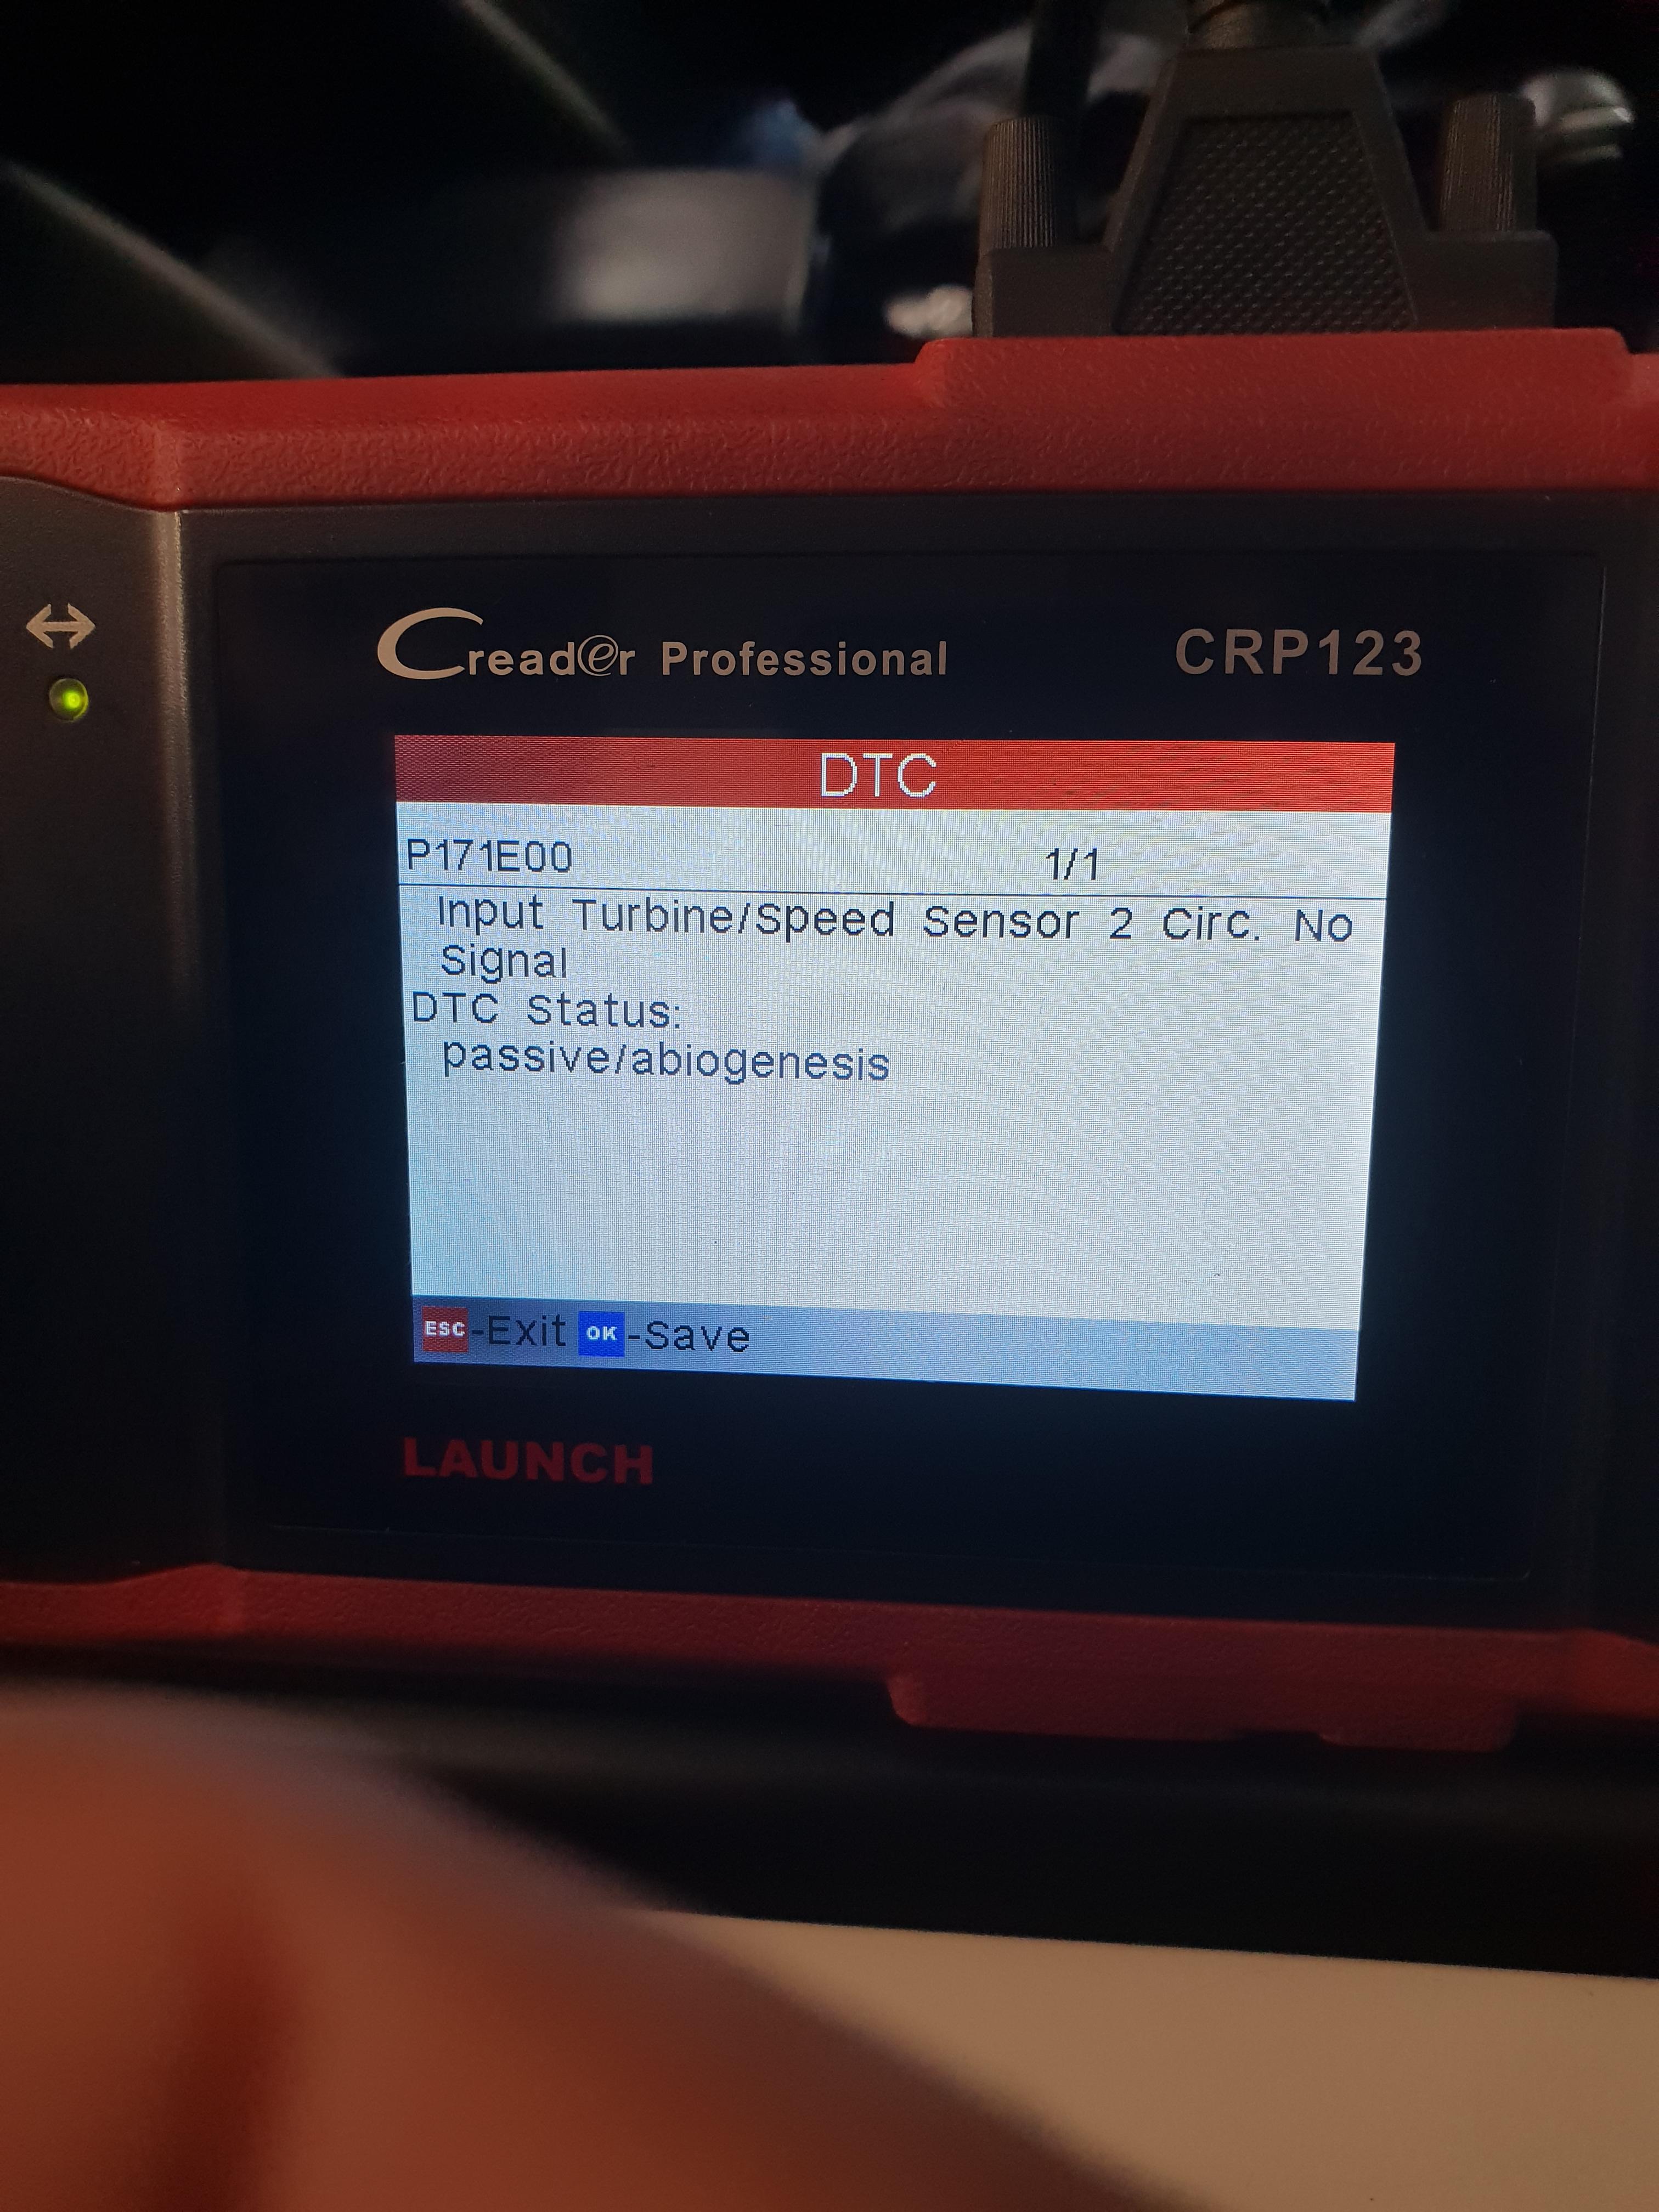 Creader Professional CRP123
DTC
P171E00 1/1
Input Turbine/Speed Sensor 2 Circ. No
Signal
DTC Status:
passive/abiogenesis
ESC-Exit OK-Save
LAUNCH